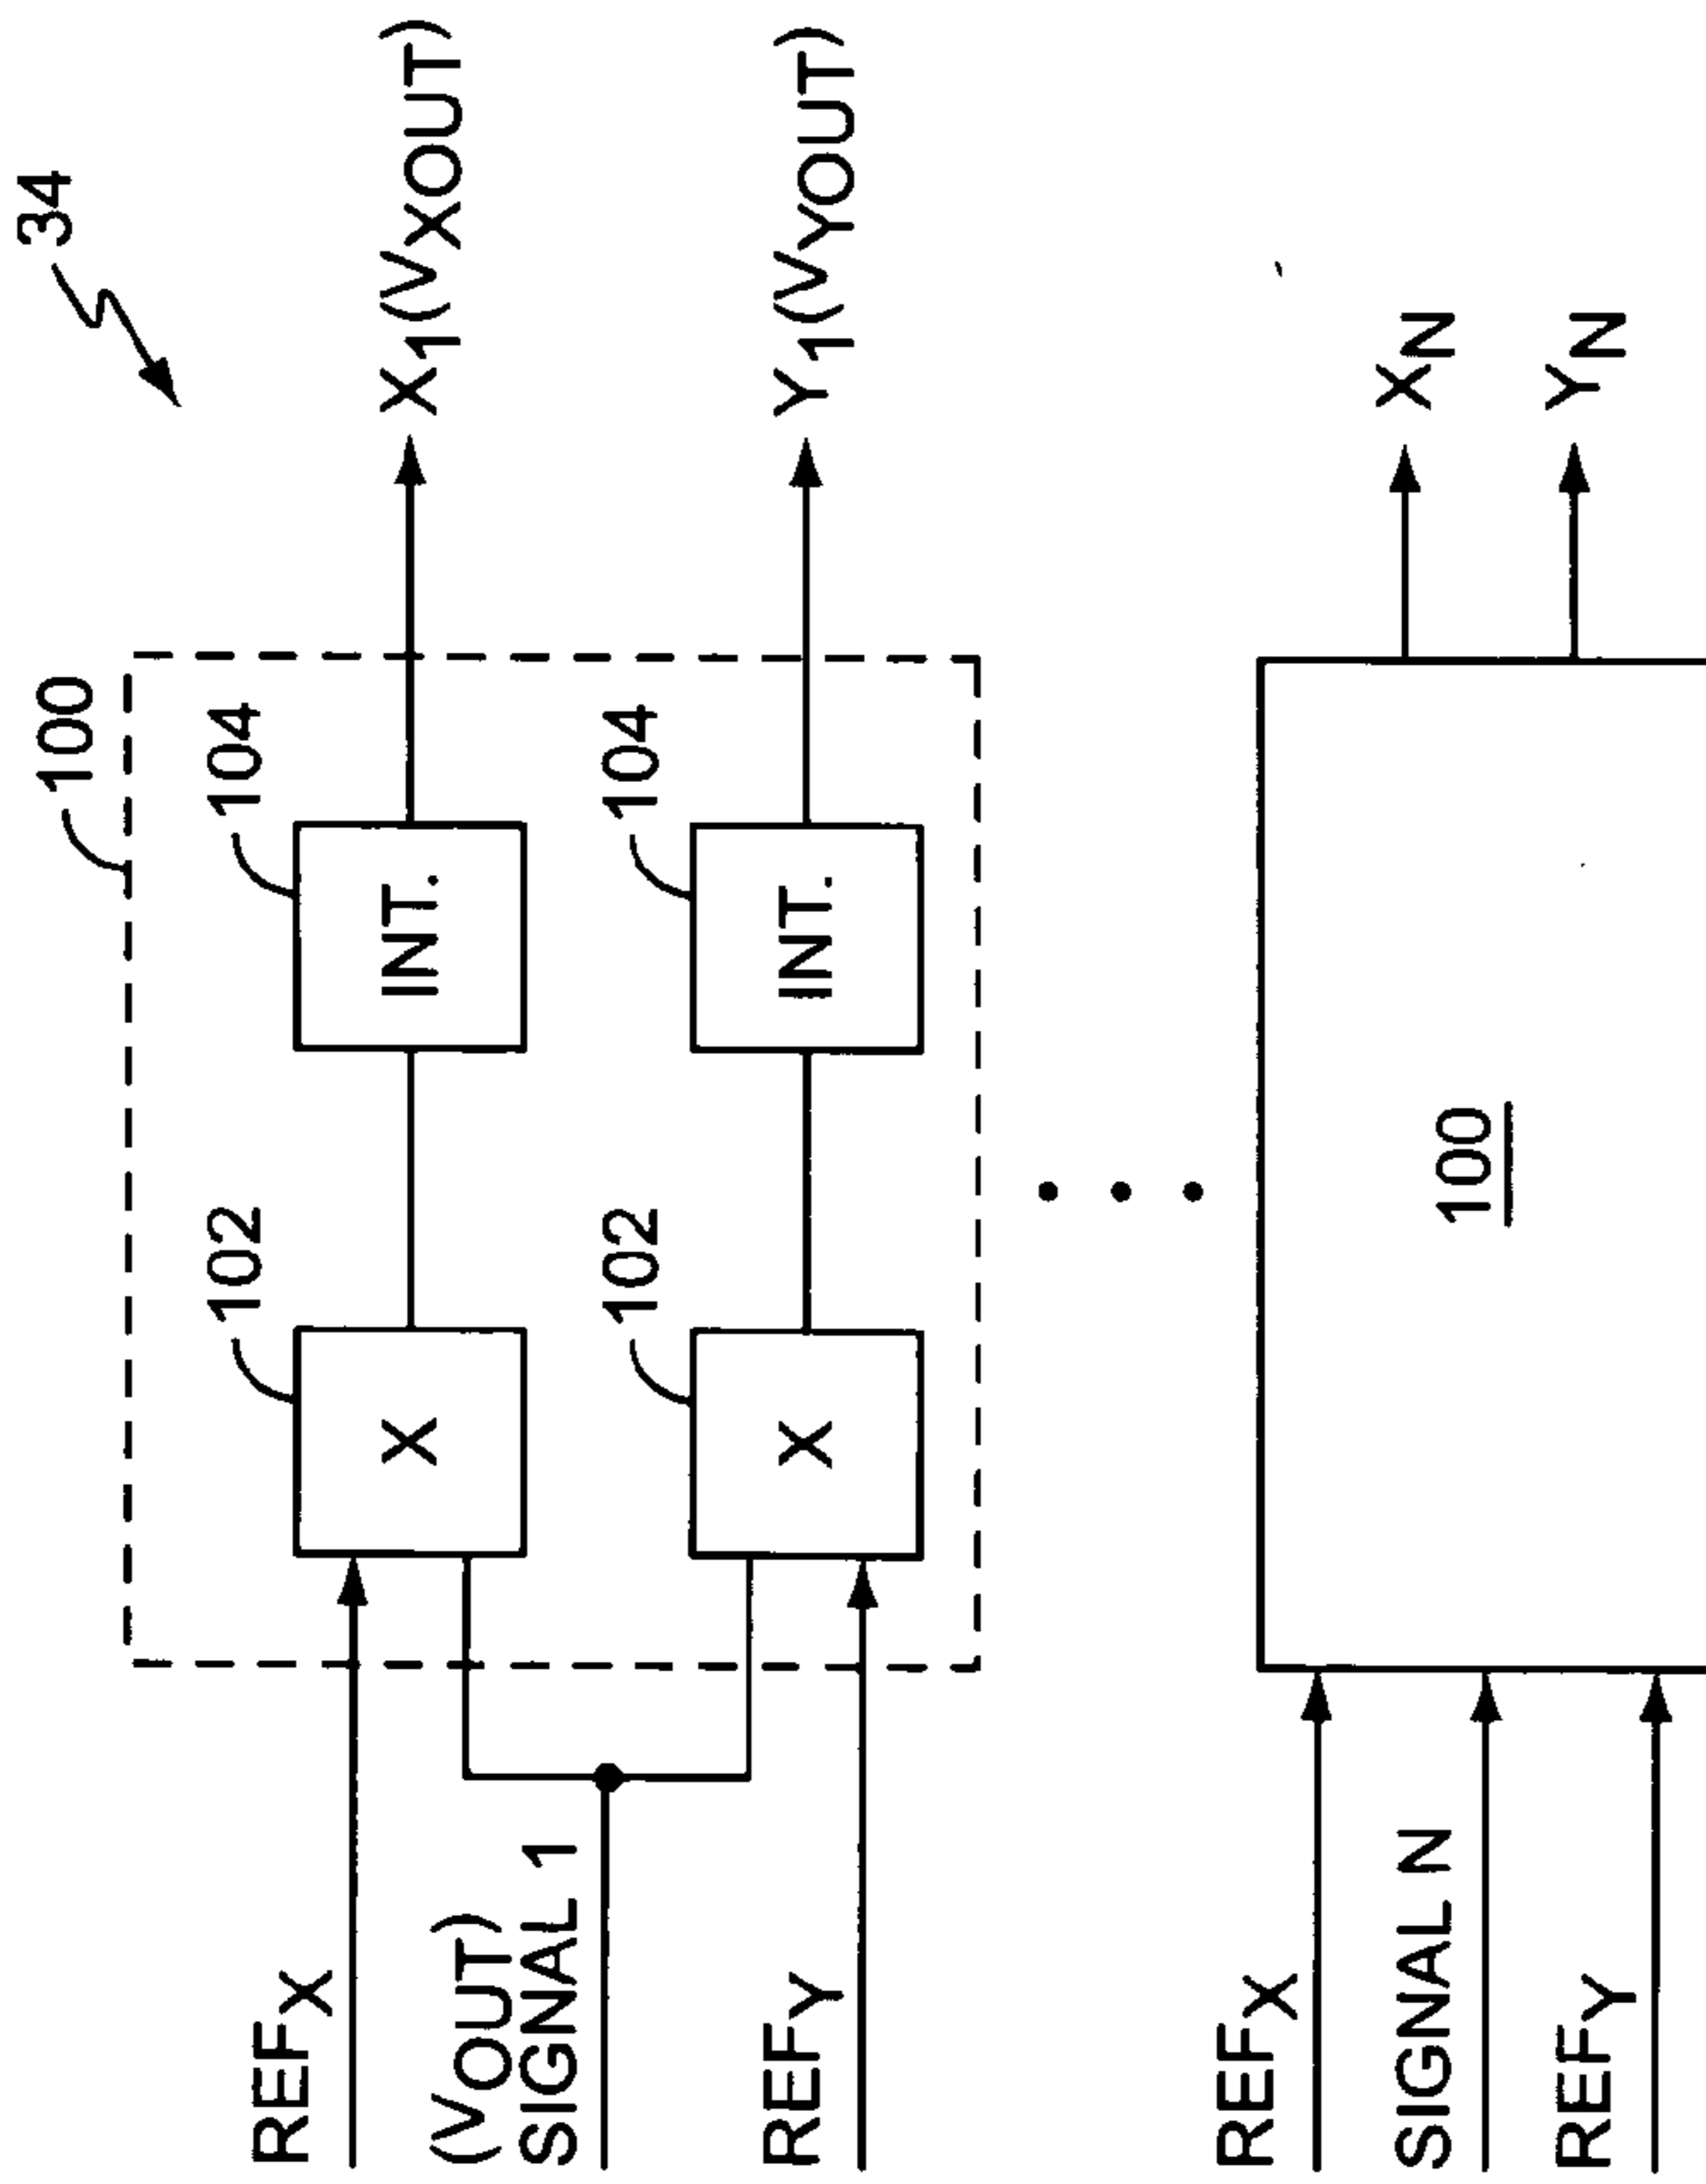 34
100
102
104
REFX
X
INT.
X1(VXOUT)
(VOUT)
SIGNAL 1
102
104
X
INT.
Y1(VYOUT)
REFY
REFX
XN
SIGNAL N
100
YN
REFY